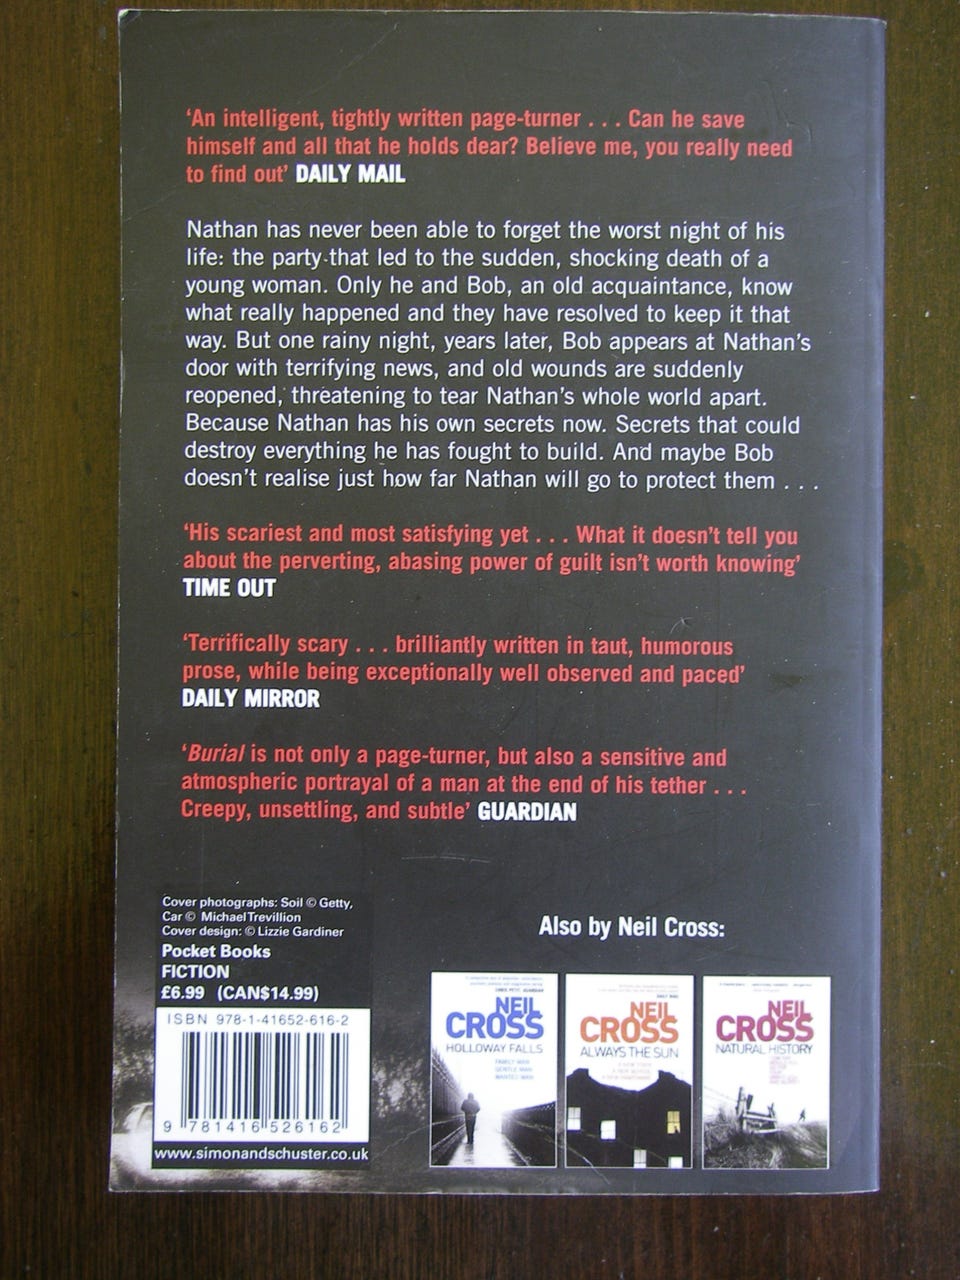 ‘An intelligent, tightly written page-turner . . . Can he save
himself and all that he holds dear? Believe me, you really need
to find out’ DAILY MAIL
Nathan has never been able to forget the worst night of his
life: the party that led to the sudden, shocking death of a
young woman. Only he and Bob, an old acquaintance, know
what really happened and they have resolved to keep it that
way. But one rainy night, years later, Bob appears at Nathan’s
door with terrifying news, and old wounds are suddenly
reopened, threatening to tear Nathan’s whole world apart.
Because Nathan has his own secrets now. Secrets that could
destroy everything he has fought to build. And maybe Bob
doesn’t realise just how far Nathan will go to protect them . . .
‘His scariest and most satisfying yet . . . What it doesn’t tell you
about the perverting, abasing power of guilt isn’t worth knowing’
TIME OUT
‘Terrifically scary . . . brilliantly written in taut, humorous
prose, while being exceptionally well observed and paced’
DAILY MIRROR
‘Burial is not only a page-turner, but also a sensitive and
atmospheric portrayal of a man at the end of his tether . . .
Creepy, unsettling, and subtle’ GUARDIAN
Cover photographs: Soil © Getty,
Car © Michael Trevillion
Cover design: © Lizzie Gardiner
Pocket Books
FICTION
£6.99 (CAN$14.99)
ISBN 978-1-41652-616-2
9 781416 526162
www.simonandschuster.co.uk
Also by Neil Cross:
NEIL
CROSS
HOLLOWAY FALLS
FAMILY MAN
GENTLE MAN
WANTED MAN
NEIL
CROSS
ALWAYS THE SUN
NEIL
CROSS
NATURAL HISTORY